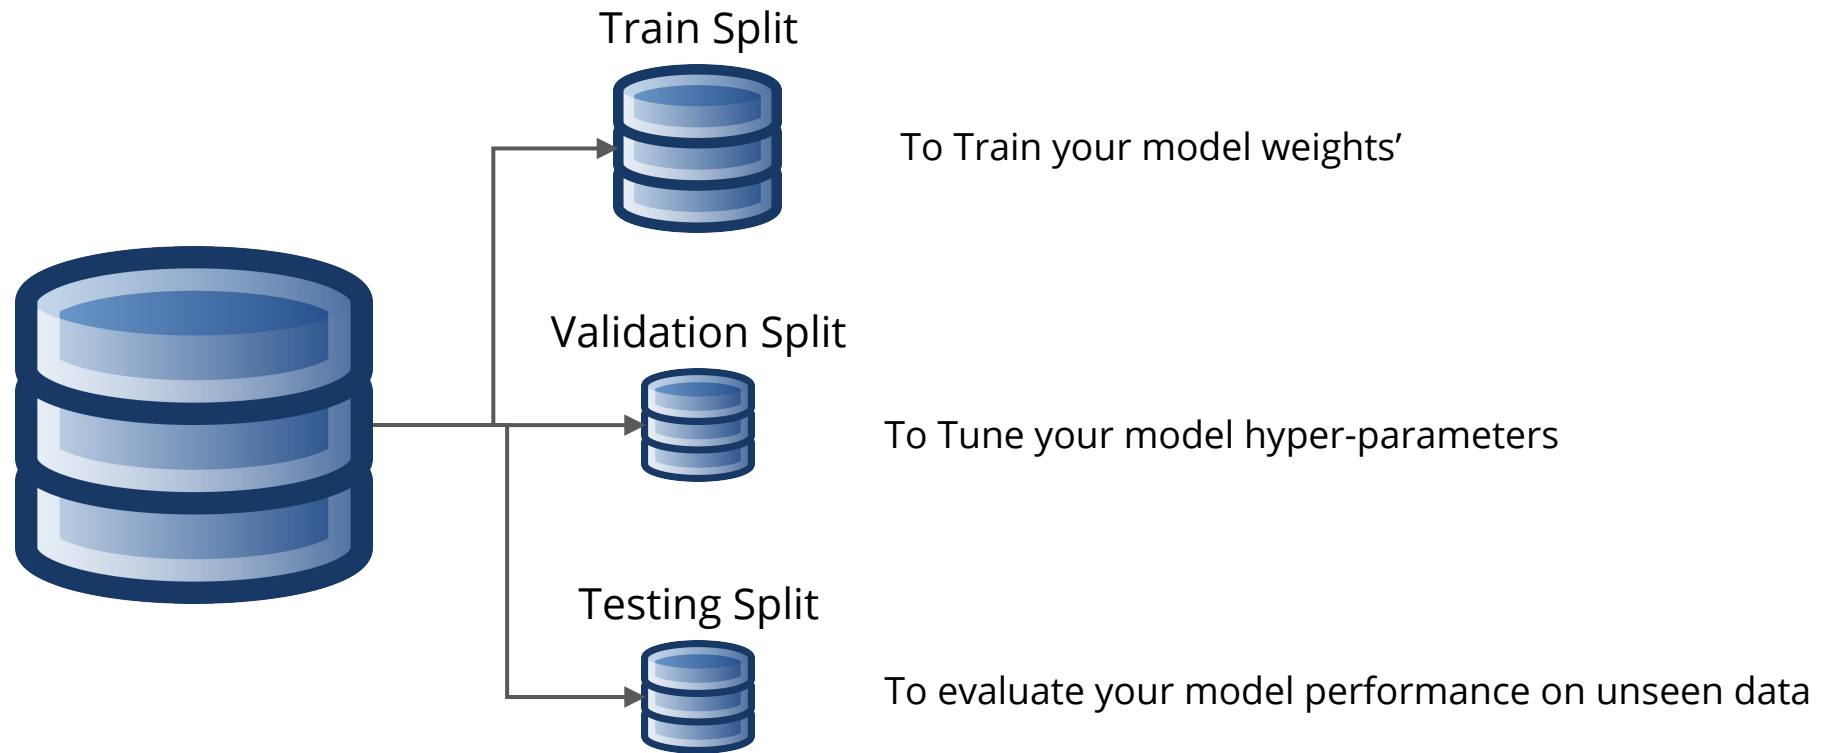 Train Split
To Train your model weights’
Validation Split
To Tune your model hyper-parameters
Testing Split
To evaluate your model performance on unseen data